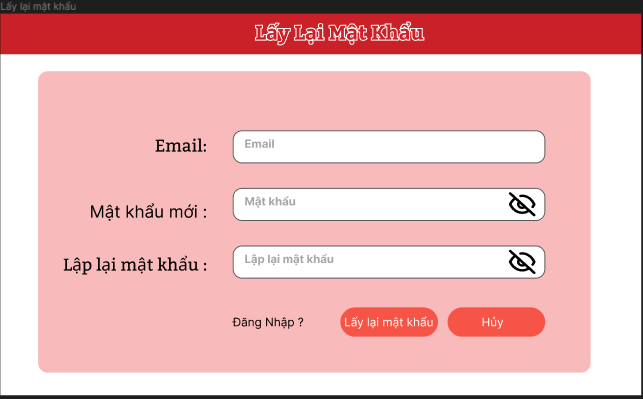 Lấy lại mật khẩu
Lấy Lại Mật Khẩu
Email:
Email
Mật khẩu mới :
Mật khẩu
Lập lại mật khẩu :
Lặp lại mật khẩu
Đăng Nhập ?
Lấy lại mật khẩu
Hủy